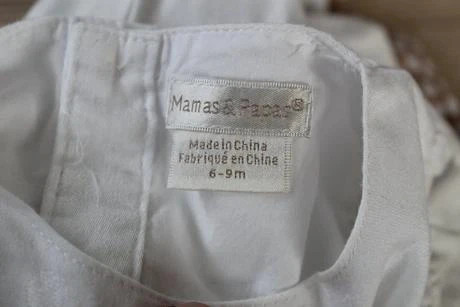 Mamas & Papas®
Made in China
Fabriqué en Chine
6-9m